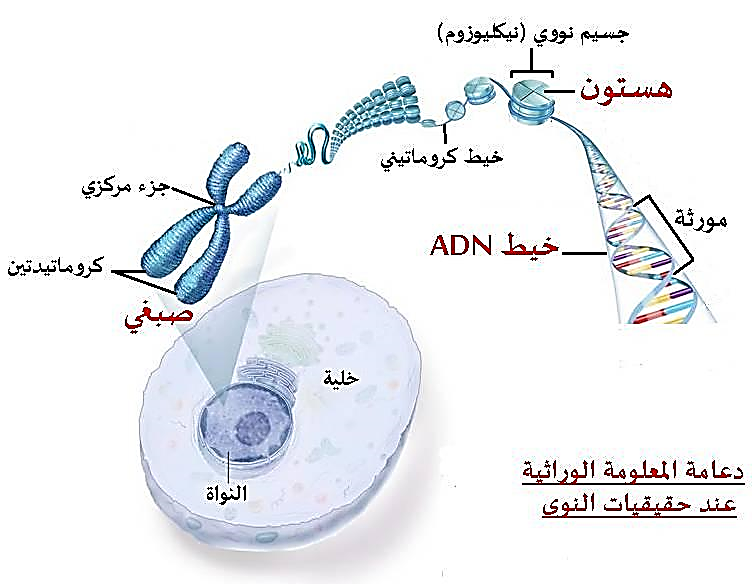 جسيم نووي (نيكليوزوم)
هستون
خيط كروماتيني
جزء مركزي
مورثة
خيط ADN
كروماتيدتين
صبغي
خلية
النواة
دعامة المعلومة الوراثية
عند حقيقيات النوى